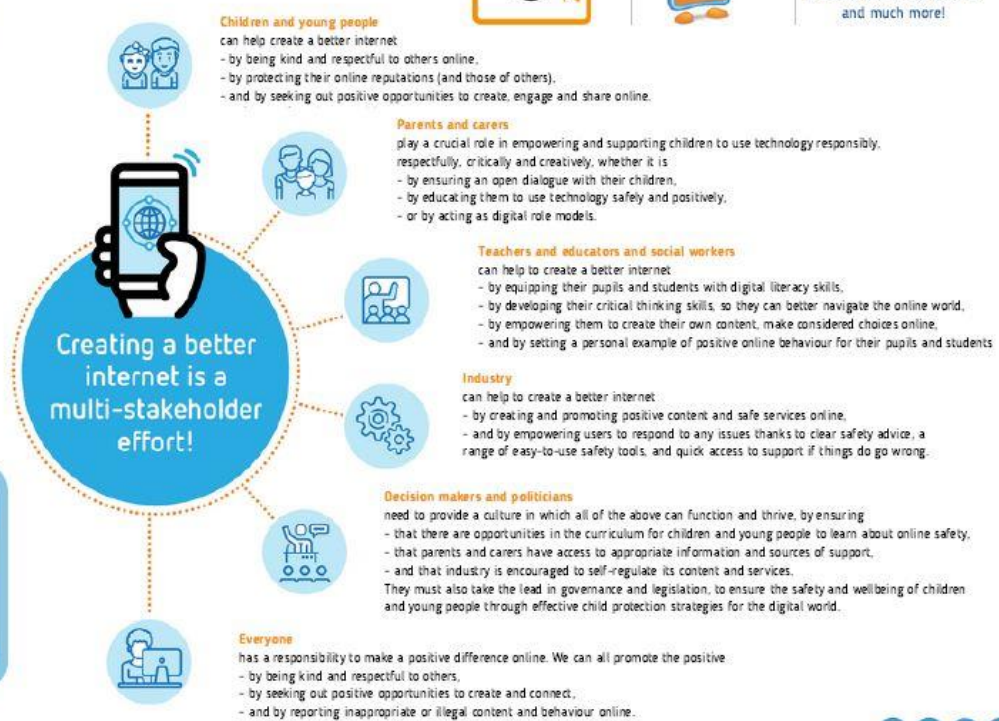 and much more!
Children and young people
can help create a better internet
- by being kind and respectful to others online,
- by protecting their online reputations (and those of others),
- and by seeking out positive opportunities to create, engage and share online.
Parents and carers
play a crucial role in empowering and supporting children to use technology responsibly,
respectfully, critically and creatively, whether it is
- by ensuring an open dialogue with their children,
- by educating them to use technology safely and positively,
- or by acting as digital role models.
Teachers and educators and social workers
can help to create a better internet
- by equipping their pupils and students with digital literacy skills,
- by developing their critical thinking skills, so they can better navigate the online world,
- by empowering them to create their own content, make considered choices online,
- and by setting a personal example of positive online behaviour for their pupils and students
Creating a better
internet is a
multi-stakeholder
effort!
Industry
can help to create a better internet
- by creating and promoting positive content and safe services online,
- and by empowering users to respond to any issues thanks to clear safety advice, a
range of easy-to-use safety tools, and quick access to support if things do go wrong.
Decision makers and politicians
need to provide a culture in which all of the above can function and thrive, by ensuring
- that there are opportunities in the curriculum for children and young people to learn about online safety,
- that parents and carers have access to appropriate information and sources of support,
- and that industry is encouraged to self-regulate its content and services.
They must also take the lead in governance and legislation, to ensure the safety and wellbeing of children
and young people through effective child protection strategies for the digital world.
Everyone
has a responsibility to make a positive difference online. We can all promote the positive
- by being kind and respectful to others,
- by seeking out positive opportunities to create and connect,
- and by reporting inappropriate or illegal content and behaviour online.